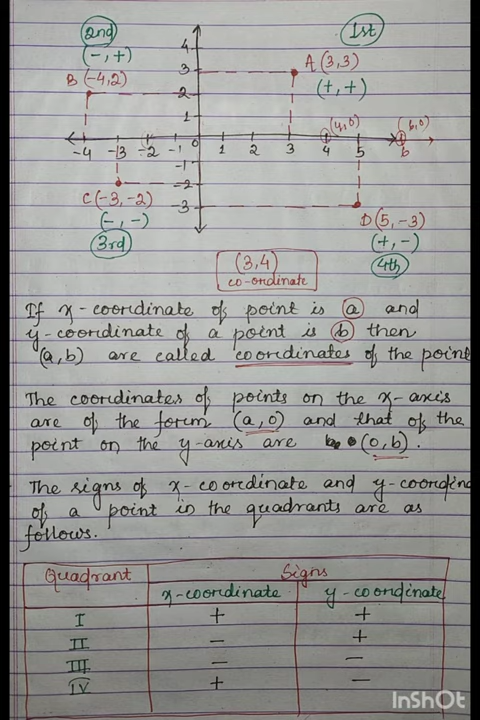 2nd 1st
(-, +)
4
B(-4,2) 3 A(3,3)
(+, +)
2
1 (4,0) (6,0)
-4 -3 -2 -1 0 1 2 3 4 5 6
-1
-2
C(-3,-2) -3 D(5,-3)
(-, -) (+, -)
3rd 4th
(3,4)
co-ordinate
If x-coordinate of point is a and
y-coordinate of a point is b then
(a,b) are called coordinates of the point
The coordinates of points on the x-axis
are of the form (a,0) and that of the
point on the y-axis are (0,b).
The signs of x-coordinate and y-coordina
of a point in the quadrants are as
follows.
Quadrant Signs
x-coordinate y-coordinate
I + +
II - +
III - -
IV + -
InShOt